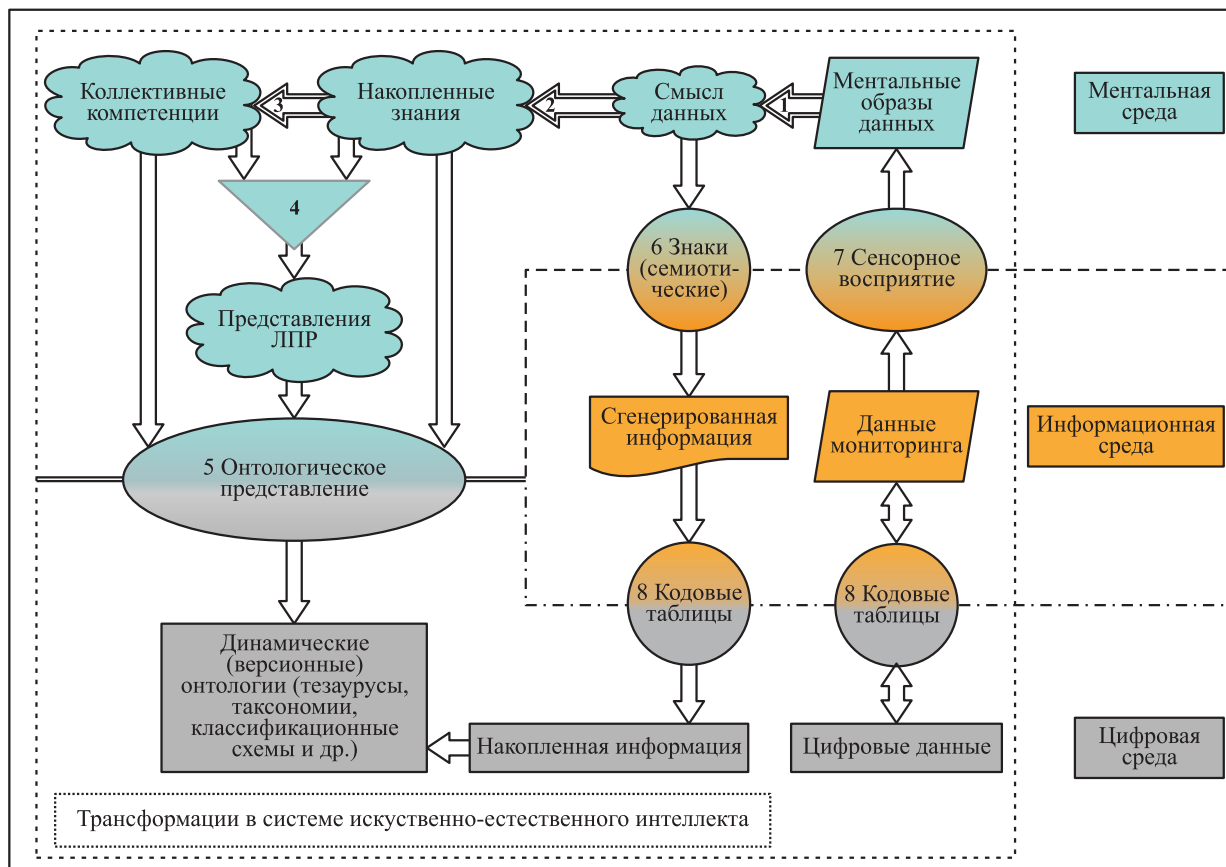 Коллективные
компетенции
3
Накопленные
знания
2
Смысл
данных
1
Ментальные
образы
данных
Ментальная
среда
4
6 Знаки
(семиоти-
ческие)
7 Сенсорное
восприятие
Представления
ЛПР
Сгенерированная
информация
Данные
мониторинга
Информационная
среда
5 Онтологическое
представление
8 Кодовые
таблицы
8 Кодовые
таблицы
Динамические
(версионные)
онтологии (тезаурусы,
таксономии,
классификационные
схемы и др.)
Накопленная информация
Цифровые данные
Цифровая
среда
Трансформации в системе искуственно-естественного интеллекта